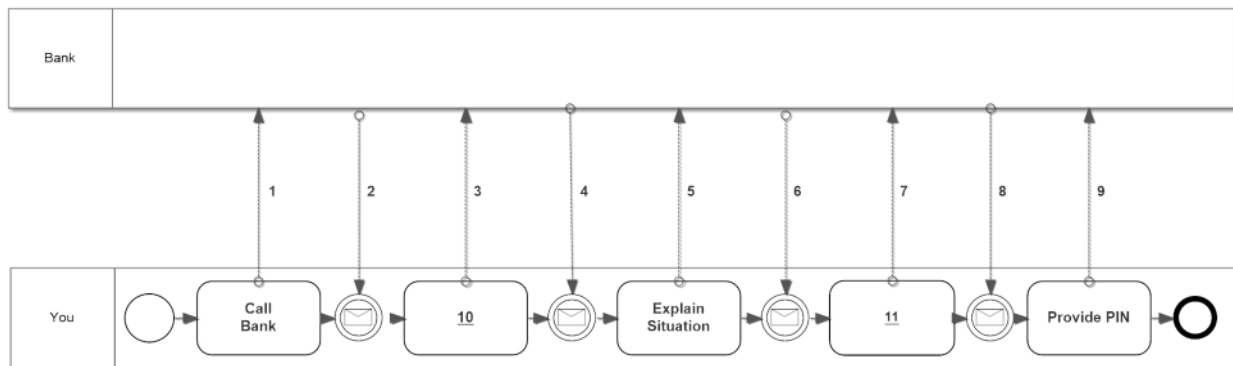 Bank
1 2 3 4 5 6 7 8 9
You
Call
Bank
10
Explain
Situation
11
Provide PIN